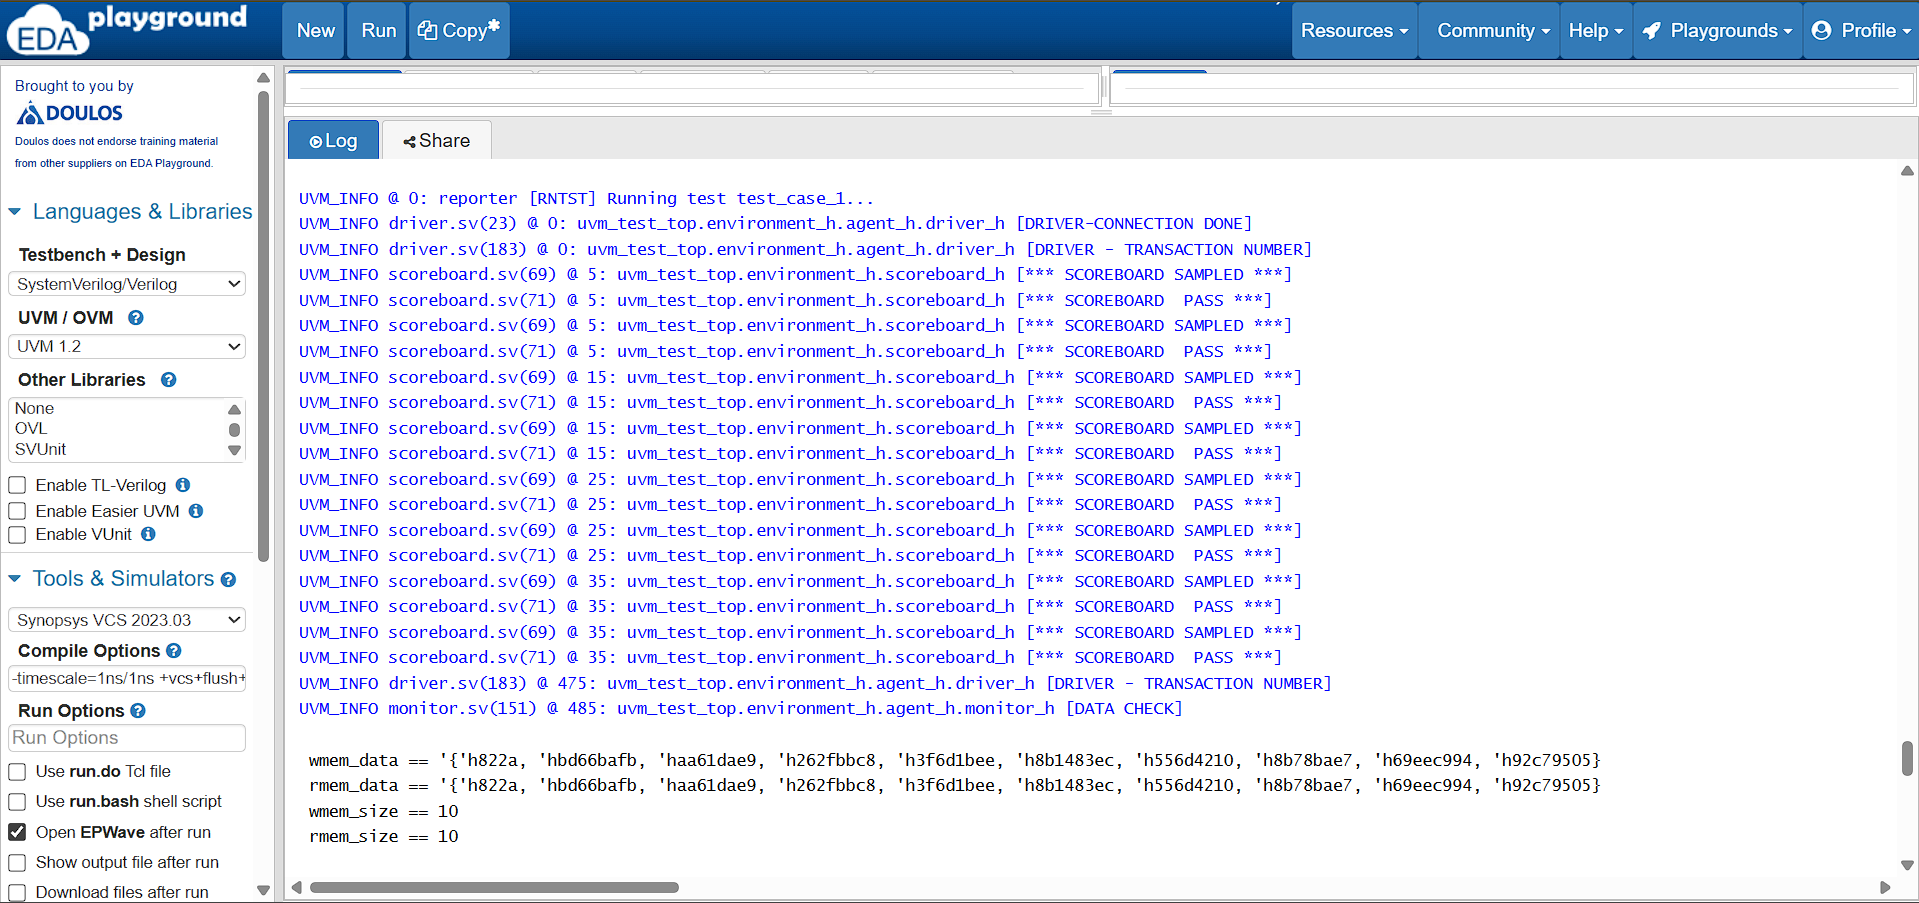 EDA playground
New
Run
Copy*
Resources
Community
Help
Playgrounds
Profile
Brought to you by
DOULOS
Doulos does not endorse training material
from other suppliers on EDA Playground.
Languages & Libraries
Testbench + Design
SystemVerilog/Verilog
UVM / OVM
UVM 1.2
Other Libraries
None
OVL
SVUnit
Enable TL-Verilog
Enable Easier UVM
Enable VUnit
Tools & Simulators
Synopsys VCS 2023.03
Compile Options
-timescale=1ns/1ns +vcs+flush+
Run Options
Run Options
Use run.do Tcl file
Use run.bash shell script
Open EPWave after run
Show output file after run
Download files after run
Log
Share
UVM_INFO @ 0: reporter [RNTST] Running test test_case_1...
UVM_INFO driver.sv(23) @ 0: uvm_test_top.environment_h.agent_h.driver_h [DRIVER-CONNECTION DONE]
UVM_INFO driver.sv(183) @ 0: uvm_test_top.environment_h.agent_h.driver_h [DRIVER - TRANSACTION NUMBER]
UVM_INFO scoreboard.sv(69) @ 5: uvm_test_top.environment_h.scoreboard_h [*** SCOREBOARD SAMPLED ***]
UVM_INFO scoreboard.sv(71) @ 5: uvm_test_top.environment_h.scoreboard_h [*** SCOREBOARD  PASS ***]
UVM_INFO scoreboard.sv(69) @ 5: uvm_test_top.environment_h.scoreboard_h [*** SCOREBOARD SAMPLED ***]
UVM_INFO scoreboard.sv(71) @ 5: uvm_test_top.environment_h.scoreboard_h [*** SCOREBOARD  PASS ***]
UVM_INFO scoreboard.sv(69) @ 15: uvm_test_top.environment_h.scoreboard_h [*** SCOREBOARD SAMPLED ***]
UVM_INFO scoreboard.sv(71) @ 15: uvm_test_top.environment_h.scoreboard_h [*** SCOREBOARD  PASS ***]
UVM_INFO scoreboard.sv(69) @ 15: uvm_test_top.environment_h.scoreboard_h [*** SCOREBOARD SAMPLED ***]
UVM_INFO scoreboard.sv(71) @ 15: uvm_test_top.environment_h.scoreboard_h [*** SCOREBOARD  PASS ***]
UVM_INFO scoreboard.sv(69) @ 25: uvm_test_top.environment_h.scoreboard_h [*** SCOREBOARD SAMPLED ***]
UVM_INFO scoreboard.sv(71) @ 25: uvm_test_top.environment_h.scoreboard_h [*** SCOREBOARD  PASS ***]
UVM_INFO scoreboard.sv(69) @ 25: uvm_test_top.environment_h.scoreboard_h [*** SCOREBOARD SAMPLED ***]
UVM_INFO scoreboard.sv(71) @ 25: uvm_test_top.environment_h.scoreboard_h [*** SCOREBOARD  PASS ***]
UVM_INFO scoreboard.sv(69) @ 35: uvm_test_top.environment_h.scoreboard_h [*** SCOREBOARD SAMPLED ***]
UVM_INFO scoreboard.sv(71) @ 35: uvm_test_top.environment_h.scoreboard_h [*** SCOREBOARD  PASS ***]
UVM_INFO scoreboard.sv(69) @ 35: uvm_test_top.environment_h.scoreboard_h [*** SCOREBOARD SAMPLED ***]
UVM_INFO scoreboard.sv(71) @ 35: uvm_test_top.environment_h.scoreboard_h [*** SCOREBOARD  PASS ***]
UVM_INFO driver.sv(183) @ 475: uvm_test_top.environment_h.agent_h.driver_h [DRIVER - TRANSACTION NUMBER]
UVM_INFO monitor.sv(151) @ 485: uvm_test_top.environment_h.agent_h.monitor_h [DATA CHECK]
wmem_data == '{'h822a, 'hbd66bafb, 'haa61dae9, 'h262fbbc8, 'h3f6d1bee, 'h8b1483ec, 'h556d4210, 'h8b78bae7, 'h69eec994, 'h92c79505}
rmem_data == '{'h822a, 'hbd66bafb, 'haa61dae9, 'h262fbbc8, 'h3f6d1bee, 'h8b1483ec, 'h556d4210, 'h8b78bae7, 'h69eec994, 'h92c79505}
wmem_size == 10
rmem_size == 10